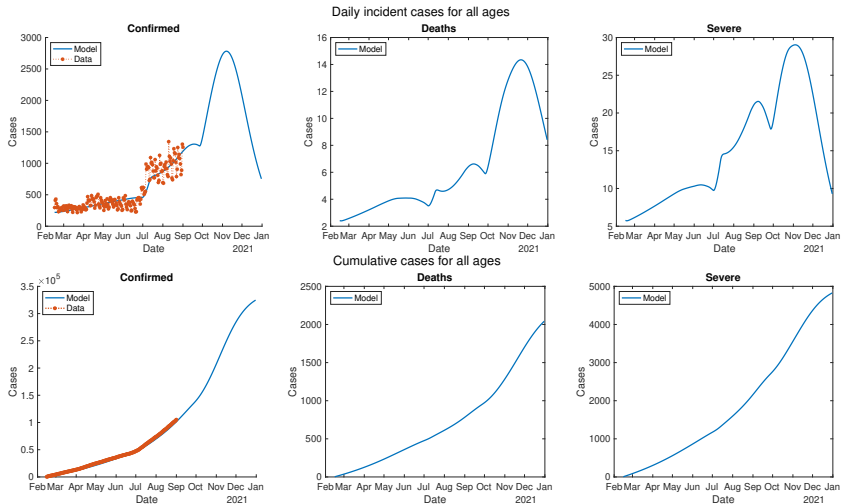 Daily incident cases for all ages
Confirmed
Deaths
Severe
3000
2500
2000
1500
1000
500
0
Cases
Model
Data
Feb Mar Apr May Jun Jul Aug Sep Oct Nov Dec Jan
Date
2021
16
14
12
10
8
6
4
2
Cases
Model
Feb Mar Apr May Jun Jul Aug Sep Oct Nov Dec Jan
Date
2021
30
25
20
15
10
5
Cases
Model
Feb Mar Apr May Jun Jul Aug Sep Oct Nov Dec Jan
Date
2021
Cumulative cases for all ages
Confirmed
Deaths
Severe
×10⁵
3.5
3
2.5
2
1.5
1
0.5
0
Cases
Model
Data
Feb Mar Apr May Jun Jul Aug Sep Oct Nov Dec Jan
Date
2021
2500
2000
1500
1000
500
0
Cases
Model
Feb Mar Apr May Jun Jul Aug Sep Oct Nov Dec Jan
Date
2021
5000
4000
3000
2000
1000
0
Cases
Model
Feb Mar Apr May Jun Jul Aug Sep Oct Nov Dec Jan
Date
2021